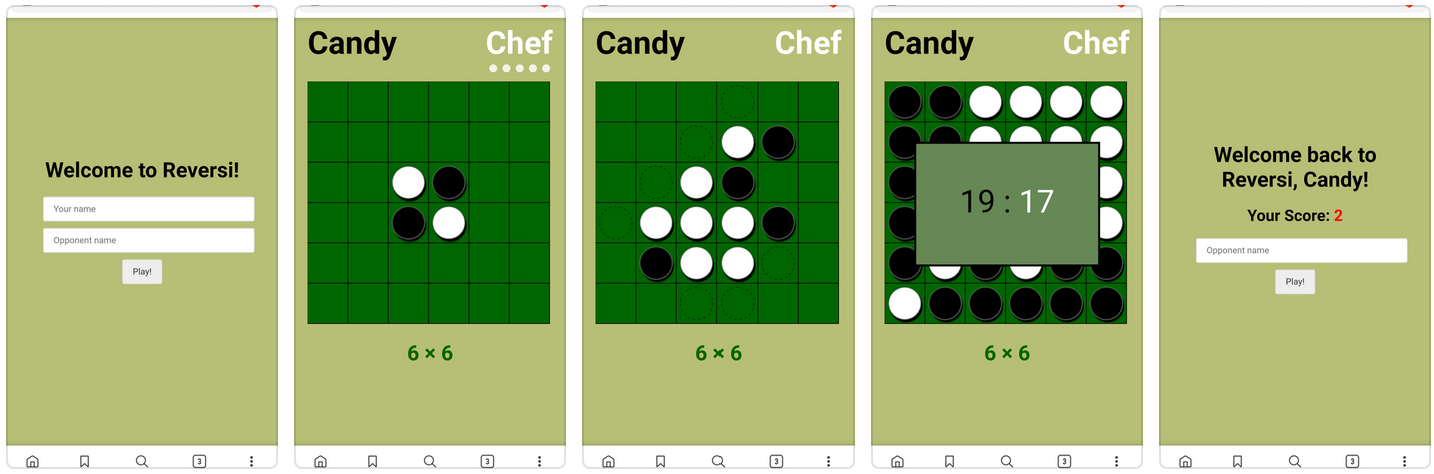 Welcome to Reversi!
Your name
Opponent name
Play!
3
Candy Chef
6 × 6
3
Candy Chef
6 × 6
3
Candy Chef
19 : 17
6 × 6
3
Welcome back to
Reversi, Candy!
Your Score: 2
Opponent name
Play!
3